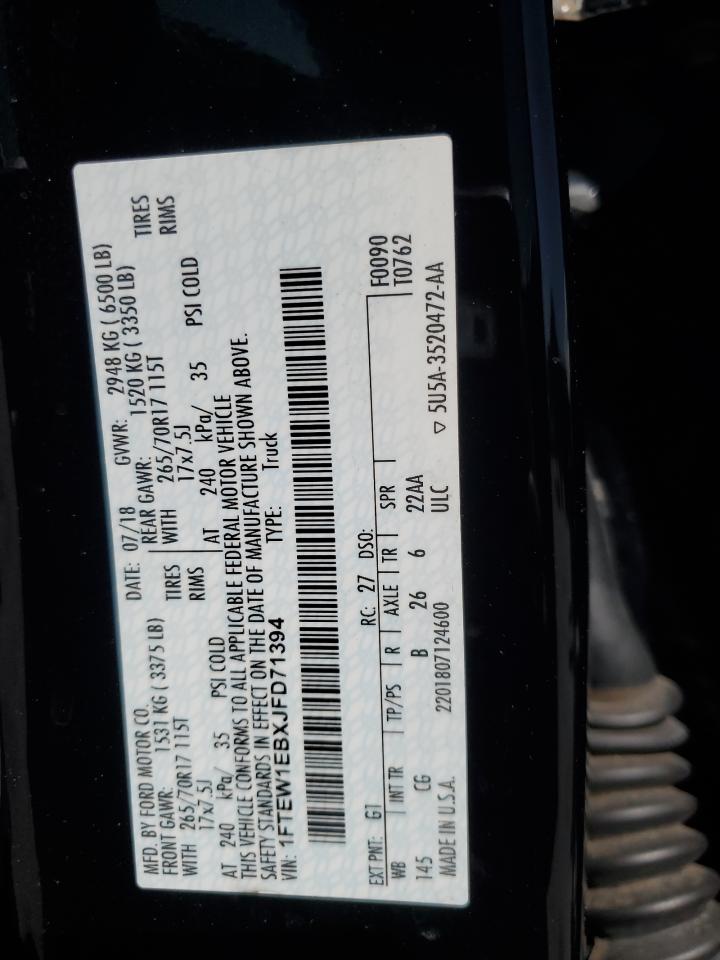 MFD. BY FORD MOTOR CO.
DATE: 07/18 GVWR: 2948 KG ( 6500 LB)
FRONT GAWR: 1531 KG ( 3375 LB) REAR GAWR: 1520 KG ( 3350 LB)
WITH 265/70R17 115T TIRES WITH 265/70R17 115T TIRES
17x7.5J RIMS 17x7.5J RIMS
AT 240 kPa/ 35 PSI COLD AT 240 kPa/ 35 PSI COLD
THIS VEHICLE CONFORMS TO ALL APPLICABLE FEDERAL MOTOR VEHICLE
SAFETY STANDARDS IN EFFECT ON THE DATE OF MANUFACTURE SHOWN ABOVE.
VIN: 1FTEW1EBXJFD71394 TYPE: Truck
EXT PNT: G1 RC: 27 DSO: F0090
WB INT TR TP/PS R AXLE TR SPR T0762
145 CG B 26 6 22AA
ULC
MADE IN U.S.A. 2201807124600 ▽ 5U5A-3520472-AA